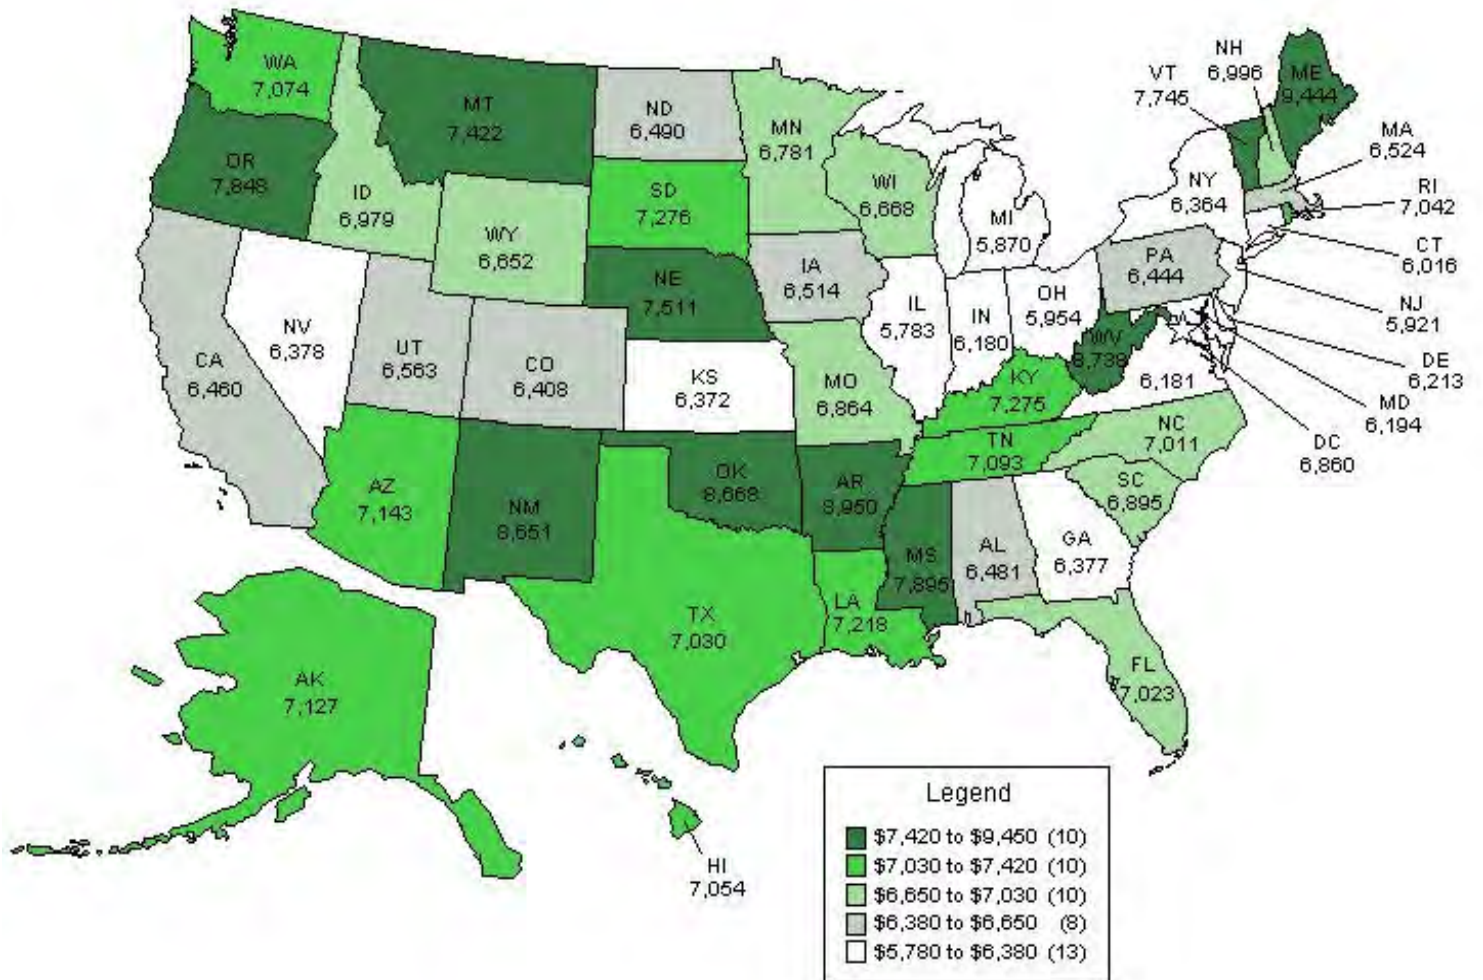 WA
7,074
MT
7,422
ND
6,490
MN
6,781
NH
6,996
VT
7,745
ME
9,444
MA
6,524
RI
7,042
CT
6,016
NJ
5,921
DE
6,213
MD
6,194
DC
6,860
OR
7,848
ID
6,979
WY
6,652
SD
7,276
WI
6,668
MI
5,870
NY
6,364
PA
6,444
NE
7,511
IA
6,514
IL
5,783
IN
6,180
OH
5,954
WV
8,738
6,181
NV
6,378
UT
6,563
CO
6,408
KS
6,372
MO
6,864
KY
7,275
CA
6,460
AZ
7,143
NM
8,651
OK
8,668
AR
8,950
TN
7,093
NC
7,011
SC
6,895
TX
7,030
LA
7,218
MS
7,895
AL
6,481
GA
6,377
FL
7,023
AK
7,127
HI
7,054
Legend
$7,420 to $9,450 (10)
$7,030 to $7,420 (10)
$6,650 to $7,030 (10)
$6,380 to $6,650 (8)
$5,780 to $6,380 (13)